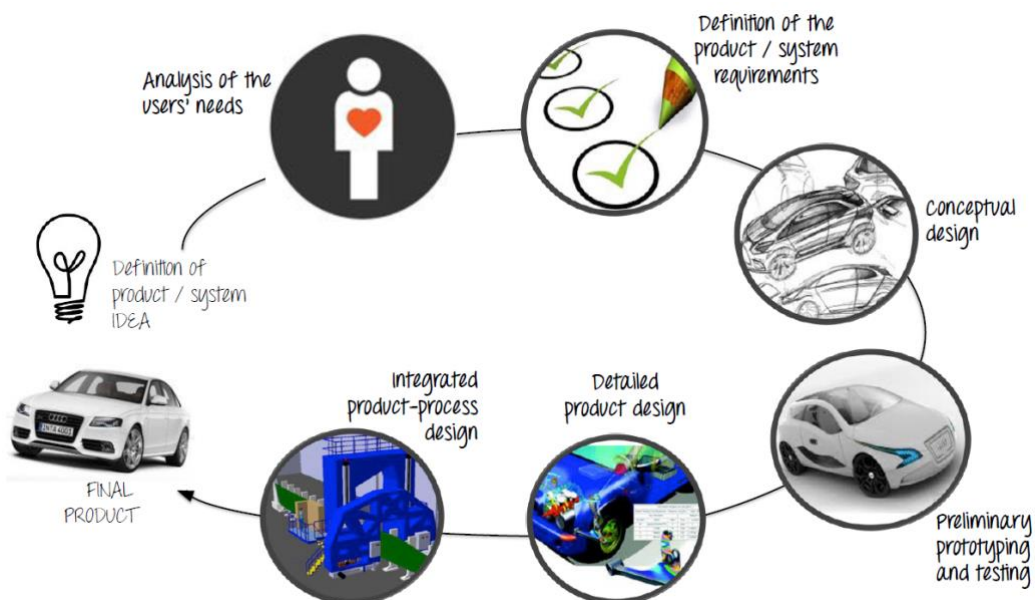 Definition of
product / system
IDEA
Analysis of the
users' needs
Definition of the
product / system
requirements
Conceptual
design
Preliminary
prototyping
and testing
Detailed
product design
Integrated
product-process
design
FINAL
PRODUCT